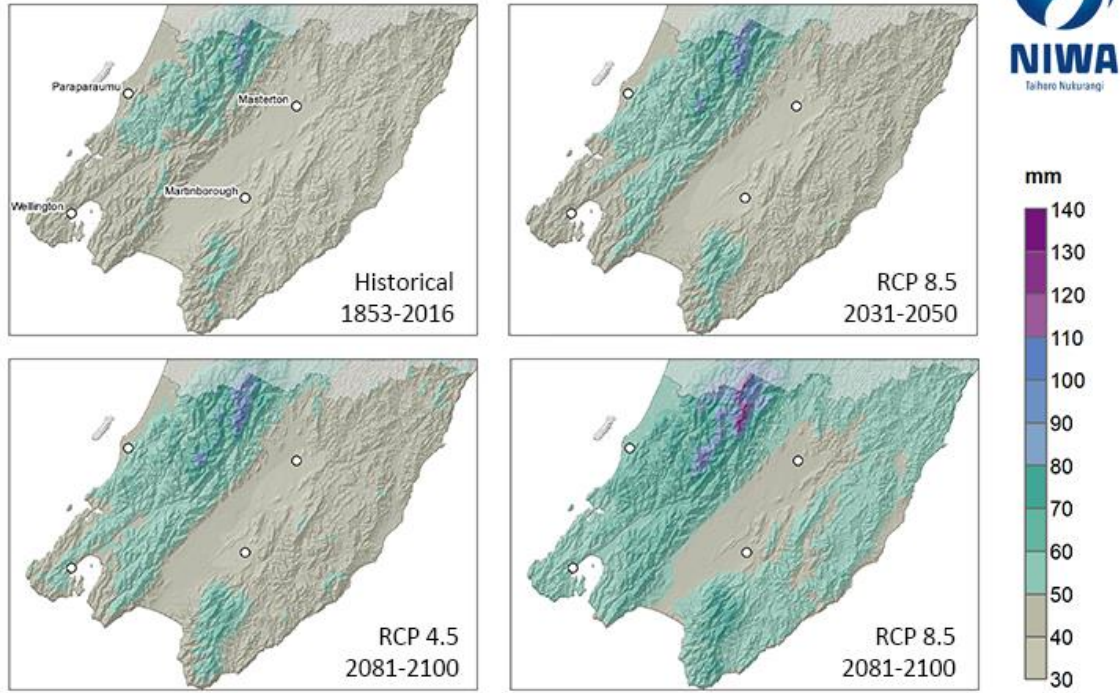 Paraparaumu
Masterton
Martinborough
Wellington
Historical
1853-2016
RCP 8.5
2031-2050
NIWA
Taihoro Nukurangi
RCP 4.5
2081-2100
RCP 8.5
2081-2100
mm
140
130
120
110
100
90
80
70
60
50
40
30